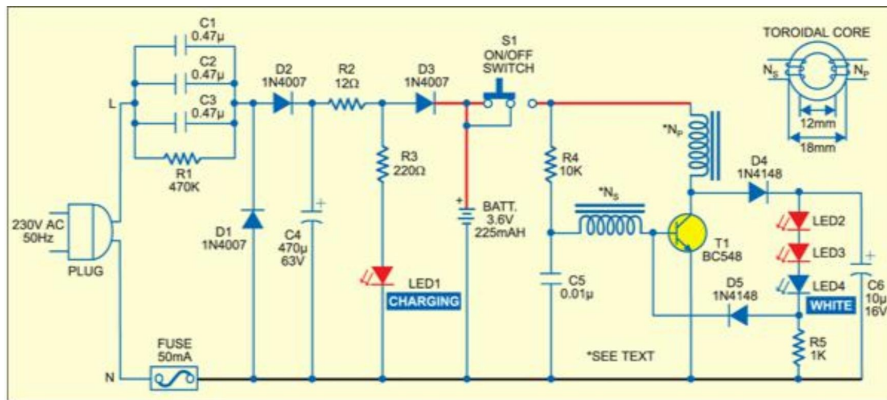 C1
0.47µ
C2
0.47µ
C3
0.47µ
L
R1
470K
D2
1N4007
R2
12Ω
D3
1N4007
S1
ON/OFF
SWITCH
TOROIDAL CORE
NS
NP
12mm
18mm
*NP
R4
10K
D4
1N4148
R3
220Ω
*NS
230V AC
50Hz
PLUG
D1
1N4007
C4
+
470µ
63V
+
BATT.
3.6V
225mAH
T1
BC548
LED2
LED3
LED4
WHITE
+
C6
10µ
16V
LED1
CHARGING
C5
0.01µ
D5
1N4148
R5
1K
FUSE
50mA
N
*SEE TEXT